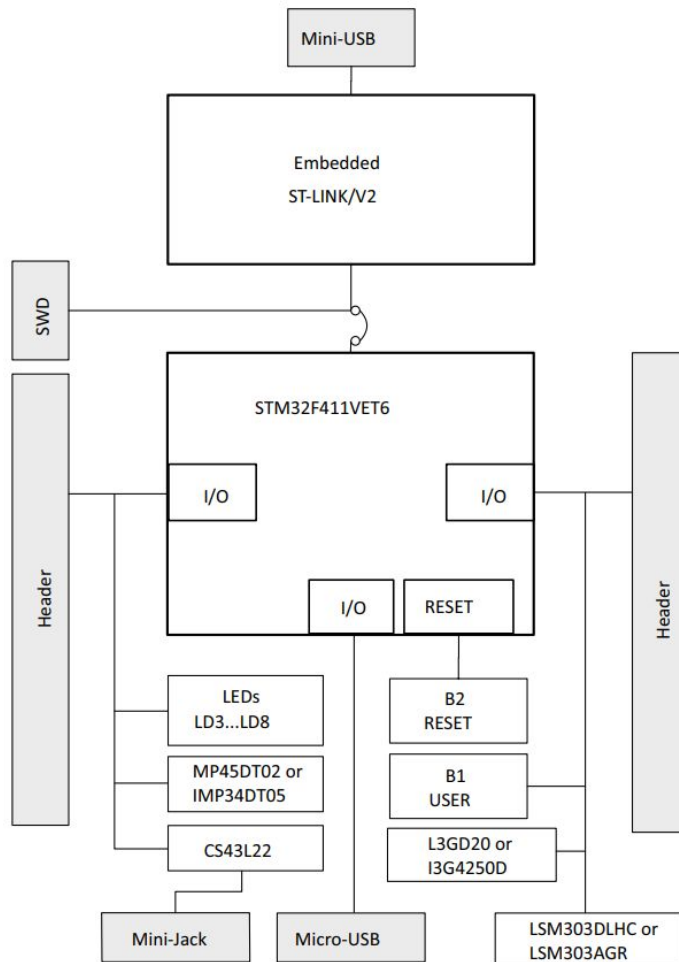 Mini-USB
Embedded
ST-LINK/V2
SWD
STM32F411VET6
I/O
I/O
Header
Header
I/O
RESET
LEDs
LD3...LD8
B2
RESET
MP45DT02 or
IMP34DT05
B1
USER
CS43L22
L3GD20 or
I3G4250D
Mini-Jack
Micro-USB
LSM303DLHC or
LSM303AGR